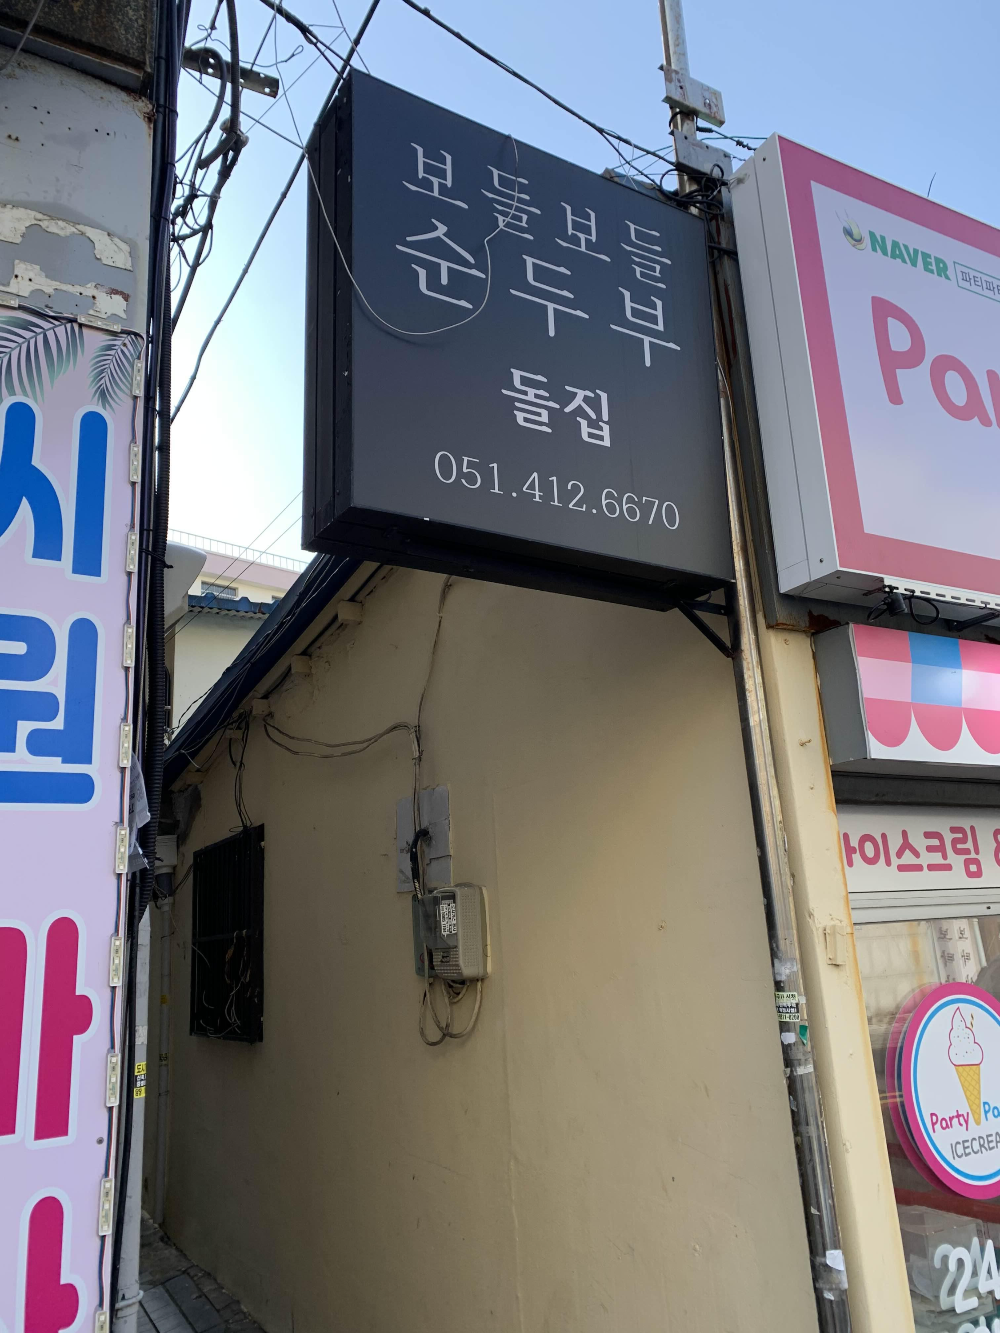 보들보들
순두부
돌집
051.412.6670
NAVER
시원
아이스크림 &
Party
ICECREA
24